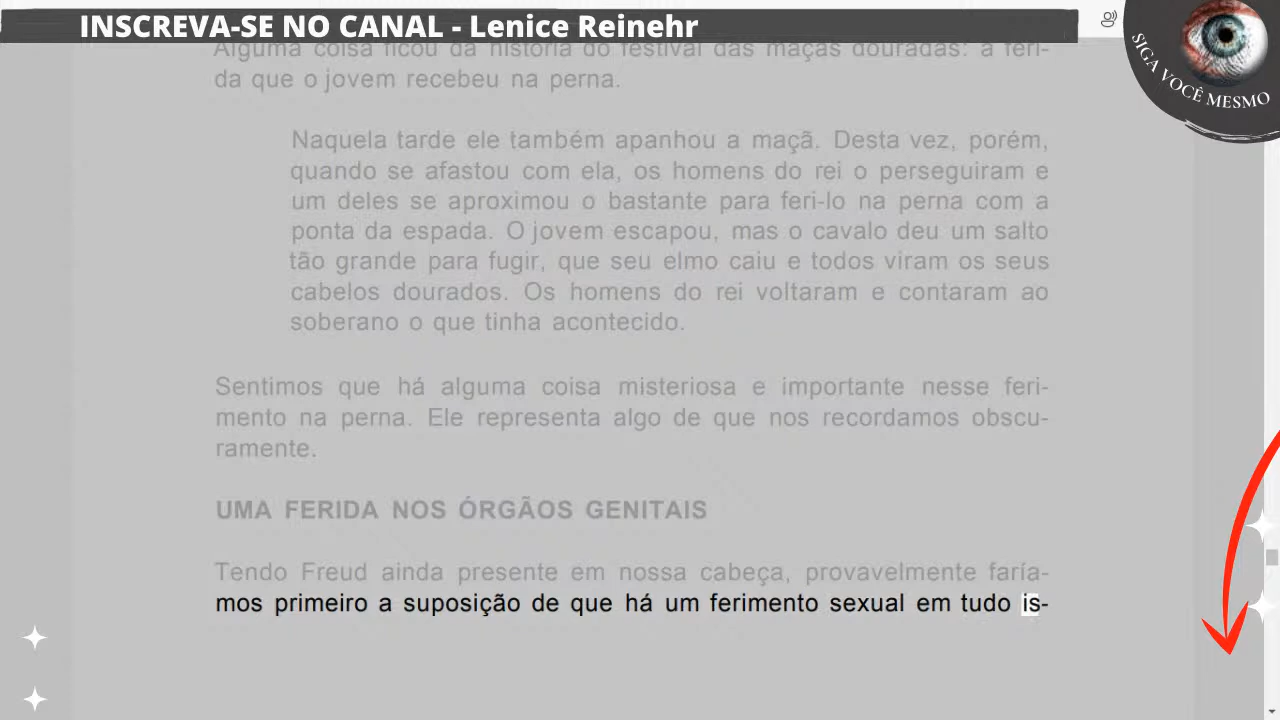 INSCREVA-SE NO CANAL - Lenice Reinehr
SIGA VOCÊ MESMO
Alguma coisa ficou da história do festival das maçãs douradas: a feri-
da que o jovem recebeu na perna.
Naquela tarde ele também apanhou a maçã. Desta vez, porém,
quando se afastou com ela, os homens do rei o perseguiram e
um deles se aproximou o bastante para feri-lo na perna com a
ponta da espada. O jovem escapou, mas o cavalo deu um salto
tão grande para fugir, que seu elmo caiu e todos viram os seus
cabelos dourados. Os homens do rei voltaram e contaram ao
soberano o que tinha acontecido.
Sentimos que há alguma coisa misteriosa e importante nesse feri-
mento na perna. Ele representa algo de que nos recordamos obscu-
ramente.
UMA FERIDA NOS ÓRGÃOS GENITAIS
Tendo Freud ainda presente em nossa cabeça, provavelmente faría-
mos primeiro a suposição de que há um ferimento sexual em tudo is-